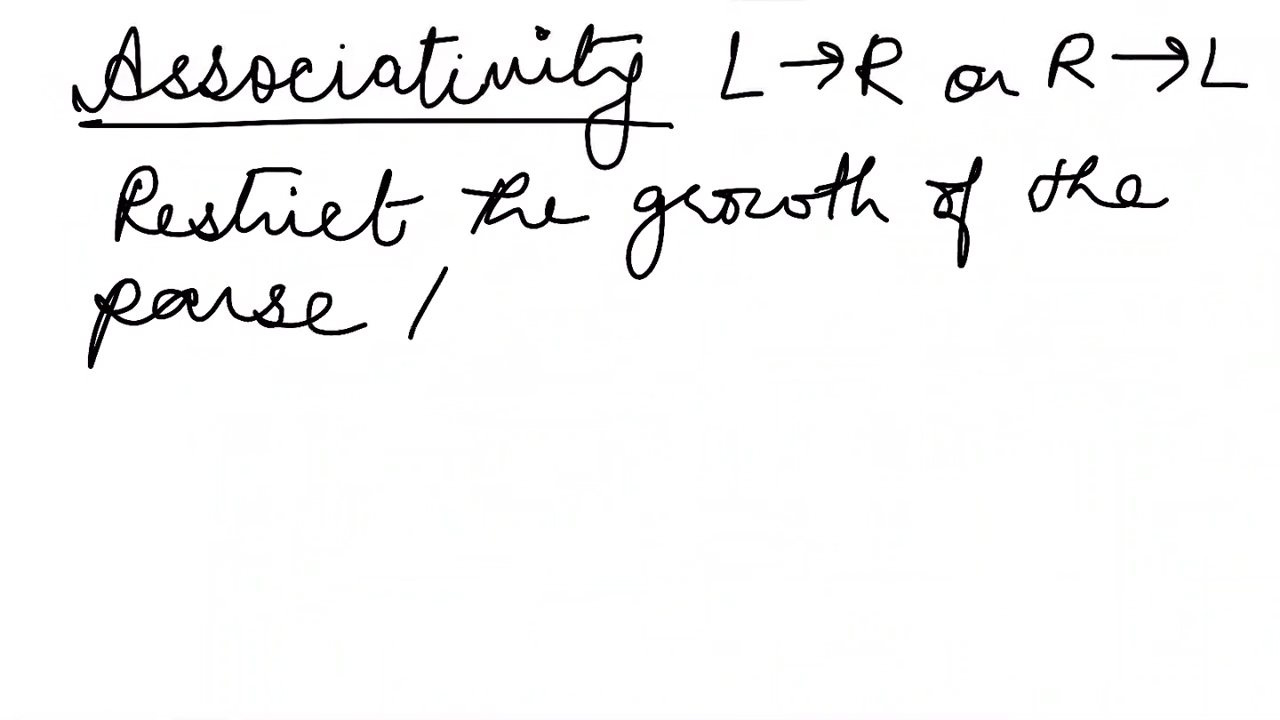 Associativity L → R or R → L
Restrict the growth of the
parse /